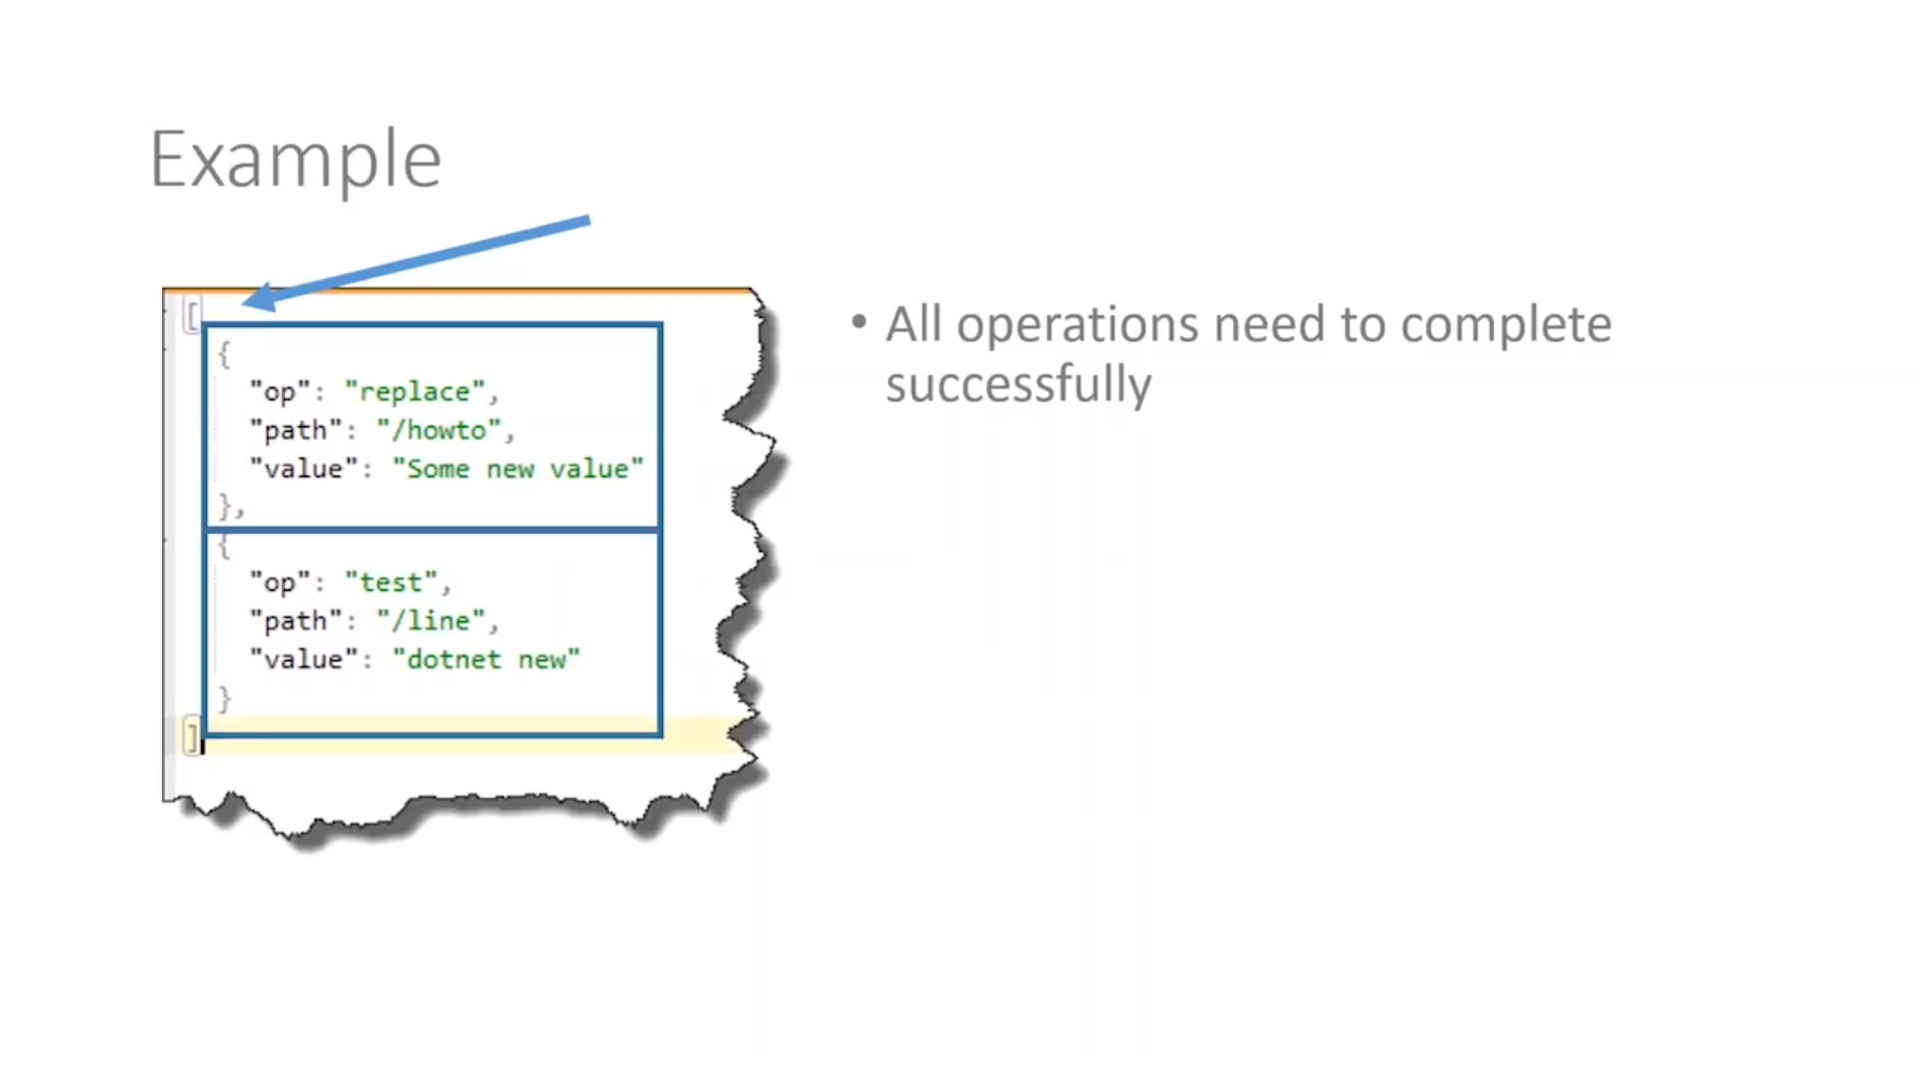 Example
[
{
"op": "replace",
"path": "/howto",
"value": "Some new value"
},
{
"op": "test",
"path": "/line",
"value": "dotnet new"
}
]
• All operations need to complete
successfully